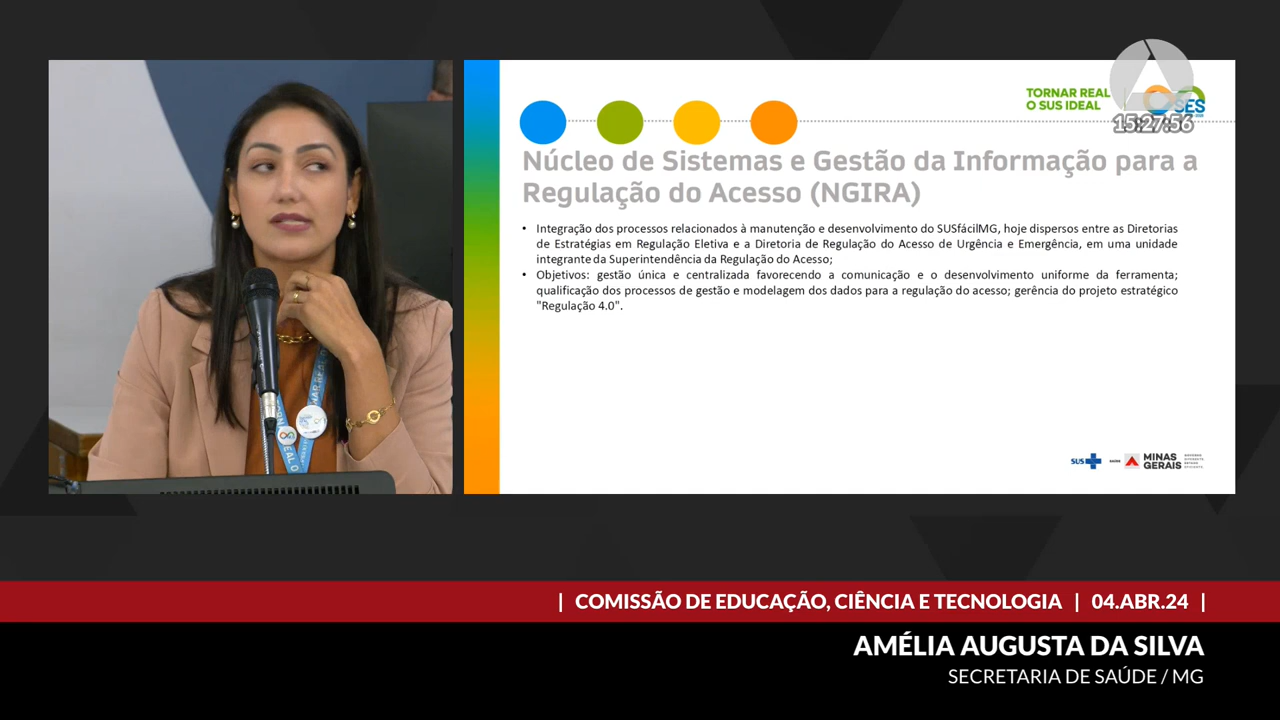 TORNAR REAL
O SUS IDEAL
SES
15:27:56
Núcleo de Sistemas e Gestão da Informação para a
Regulação do Acesso (NGIRA)
• Integração dos processos relacionados à manutenção e desenvolvimento do SUSfácilMG, hoje dispersos entre as Diretorias
de Estratégias em Regulação Eletiva e a Diretoria de Regulação do Acesso de Urgência e Emergência, em uma unidade
integrante da Superintendência da Regulação do Acesso;
• Objetivos: gestão única e centralizada favorecendo a comunicação e o desenvolvimento uniforme da ferramenta;
qualificação dos processos de gestão e modelagem dos dados para a regulação do acesso; gerência do projeto estratégico
"Regulação 4.0".
SUS
SAÚDE
MINAS
GERAIS
| COMISSÃO DE EDUCAÇÃO, CIÊNCIA E TECNOLOGIA | 04.ABR.24 |
AMÉLIA AUGUSTA DA SILVA
SECRETARIA DE SAÚDE / MG